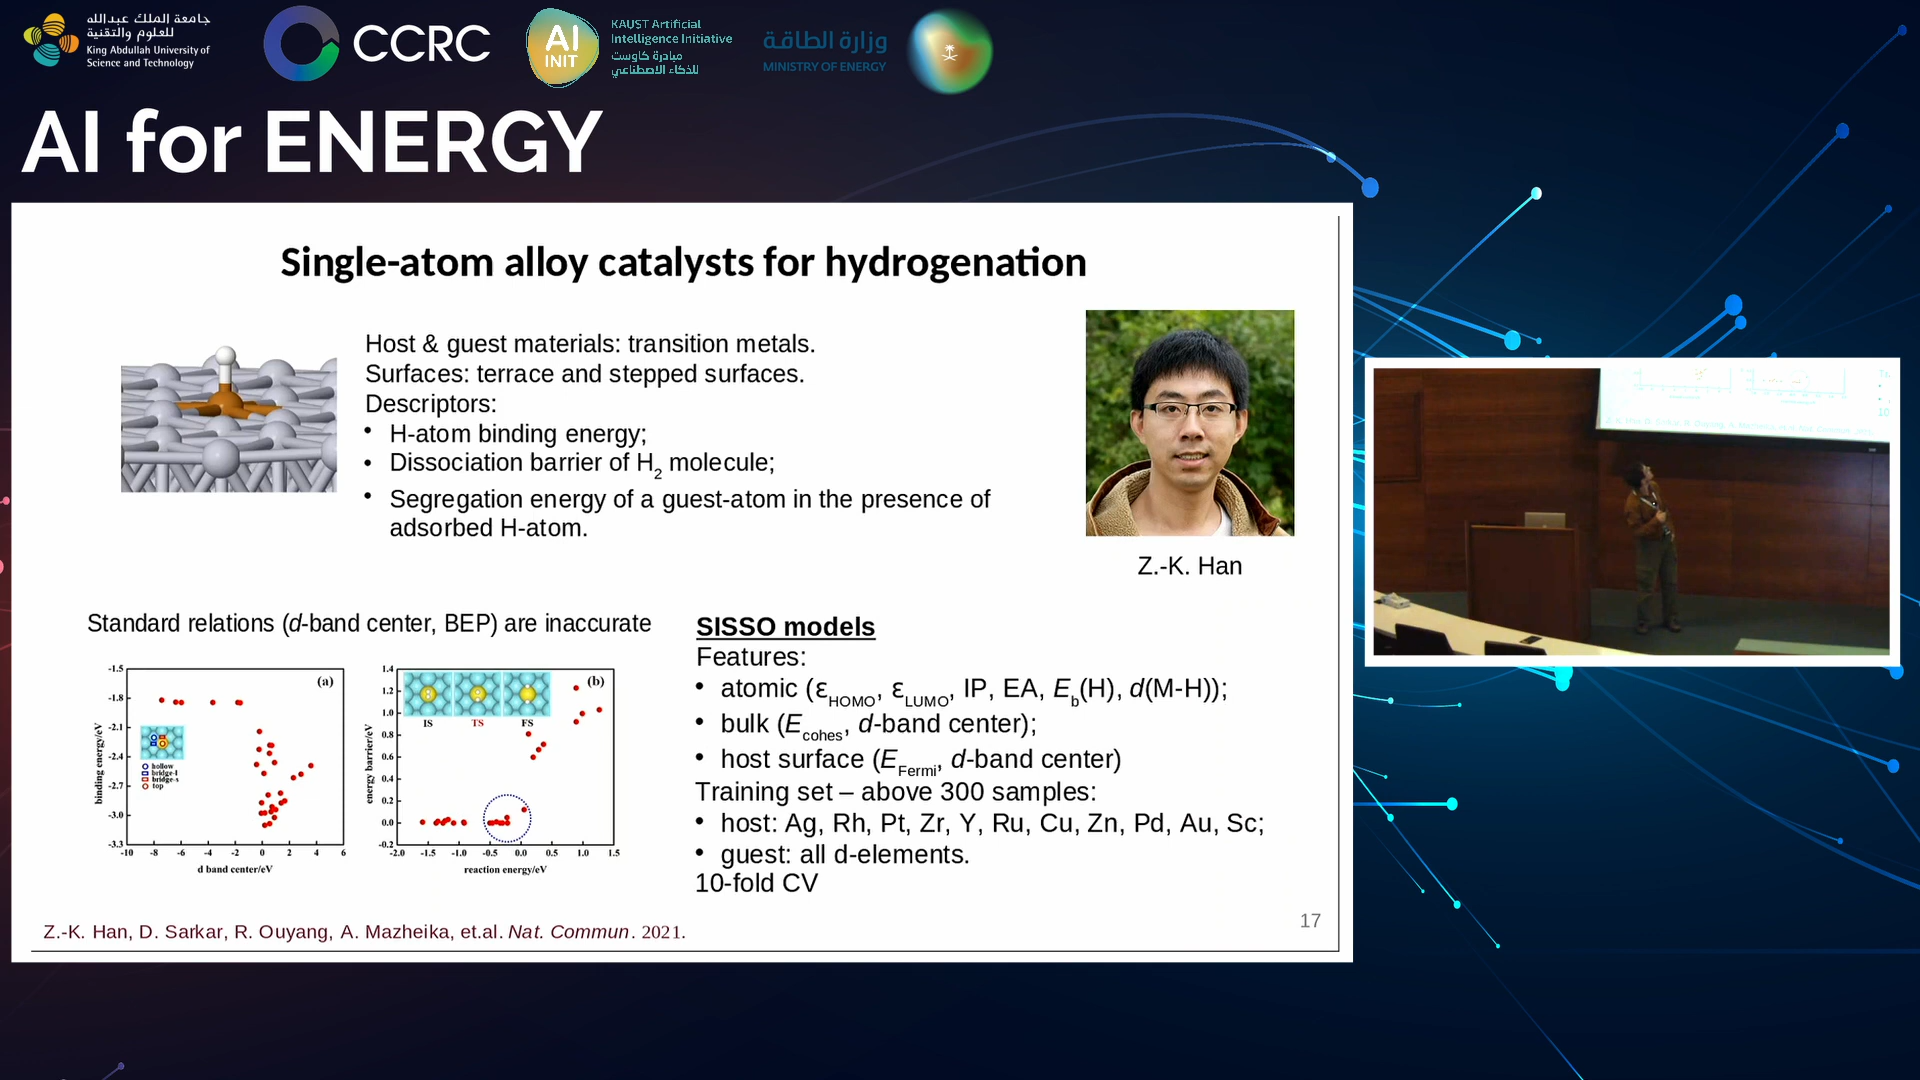 جامعة الملك عبدالله
للعلوم والتقنية
King Abdullah University of
Science and Technology
CCRC
AI
INIT
KAUST Artificial
Intelligence Initiative
مبادرة كاوست
للذكاء الاصطناعي
وزارة الطاقة
MINISTRY OF ENERGY
AI for ENERGY
Single-atom alloy catalysts for hydrogenation
Host & guest materials: transition metals.
Surfaces: terrace and stepped surfaces.
Descriptors:
• H-atom binding energy;
• Dissociation barrier of H2 molecule;
• Segregation energy of a guest-atom in the presence of
adsorbed H-atom.
Z.-K. Han
Standard relations (d-band center, BEP) are inaccurate
(a)
-1.5
-1.8
-2.1
-2.4
-2.7
-3.0
-3.3
binding energy/eV
hollow
bridge-l
bridge-s
top
-10 -8 -6 -4 -2 0 2 4 6
d band center/eV
(b)
1.4
1.2
1.0
0.8
0.6
0.4
0.2
0.0
-0.2
energy barrier/eV
IS TS FS
-2.0 -1.5 -1.0 -0.5 0.0 0.5 1.0 1.5
reaction energy/eV
SISSO models
Features:
• atomic (εHOMO, εLUMO, IP, EA, Eb(H), d(M-H));
• bulk (Ecohes, d-band center);
• host surface (EFermi, d-band center)
Training set – above 300 samples:
• host: Ag, Rh, Pt, Zr, Y, Ru, Cu, Zn, Pd, Au, Sc;
• guest: all d-elements.
10-fold CV
Z.-K. Han, D. Sarkar, R. Ouyang, A. Mazheika, et.al. Nat. Commun. 2021.
17